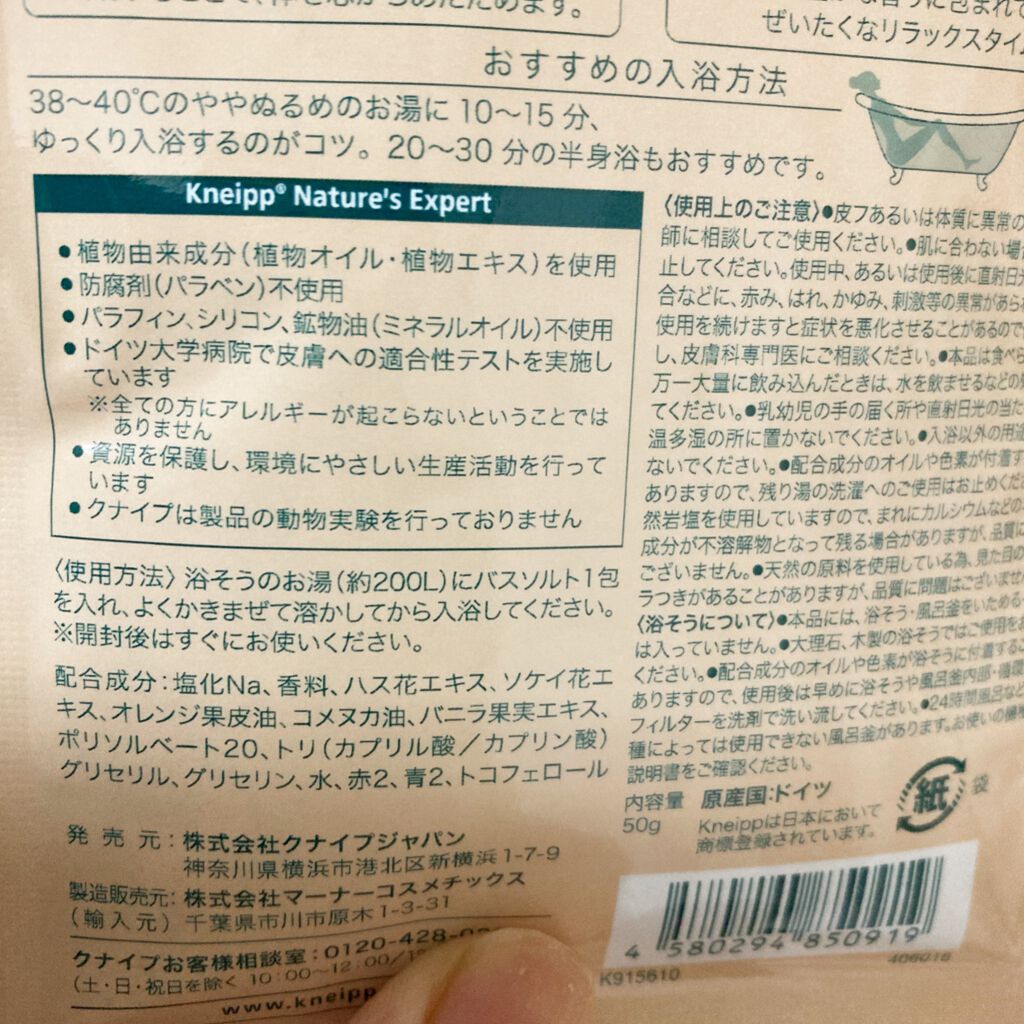 ぜいたくなリラックスタイム
おすすめの入浴方法
38～40℃のややぬるめのお湯に 10～15 分、
ゆっくり入浴するのがコツ。20～30 分の半身浴もおすすめです。
Kneipp® Nature's Expert
●植物由来成分(植物オイル・植物エキス)を使用
●防腐剤(パラベン)不使用
●パラフィン、シリコン、鉱物油(ミネラルオイル)不使用
●ドイツ大学病院で皮膚への適合性テストを実施し
ています
※全ての方にアレルギーが起こらないということでは
ありません
●資源を保護し、環境にやさしい生産活動を行って
います
●クナイプは製品の動物実験を行っておりません
〈使用方法〉浴そうのお湯(約200L)にバスソルト1包
を入れ、よくかきまぜて溶かしてから入浴してください。
※開封後はすぐにお使いください。
配合成分:塩化Na、香料、ハス花エキス、ソケイ花エ
キス、オレンジ果皮油、コメヌカ油、バニラ果実エキス、
ポリソルベート20、トリ(カプリル酸／カプリン酸)
グリセリル、グリセリン、水、赤2、青2、トコフェロール
発売元:株式会社クナイプジャパン
神奈川県横浜市港北区新横浜1-7-9
製造販売元:株式会社マーナーコスメチックス
(輸入元) 千葉県市川市原木1-3-31
クナイプお客様相談室:0120-428-0
(土・日・祝日を除く 10:00～12:00/
www.kneipp
〈使用上のご注意〉●皮フあるいは体質に異常の
師に相談してご使用ください。●肌に合わない場
止してください。使用中、あるいは使用後に直射日
合などに、赤み、はれ、かゆみ、刺激等の異常があら
使用を続けますと症状を悪化させることがあるので
し、皮膚科専門医にご相談ください。●本品は食べら
万一大量に飲み込んだときは、水を飲ませるなどの
てください。●乳幼児の手の届く所や直射日光の当た
温多湿の所に置かないでください。●入浴以外の用途
ないでください。●配合成分のオイルや色素が付着す
ありますので、残り湯の洗濯へのご使用はお止めくだ
然岩塩を使用していますので、まれにカルシウムなどの
成分が不溶解物となって残る場合がありますが、品質に
ございません。●天然の原料を使用している為、見た目の
ラつきがあることがありますが、品質に問題はございませ
〈浴そうについて〉●本品には、浴そう・風呂釜をいためる
は入っていません。●大理石、木製の浴そうではご使用を
ください。●配合成分のオイルや色素が浴そうに付着する
ありますので、使用後は早めに浴そうや風呂釜内部・循環
フィルターを洗剤で洗い流してください。●24時間風呂など
種によっては使用できない風呂釜があります。お使いの機
説明書をご確認ください。
内容量 原産国:ドイツ
50g Kneippは日本において
商標登録されています。
紙 袋
4 580294 850919
K915610 406016